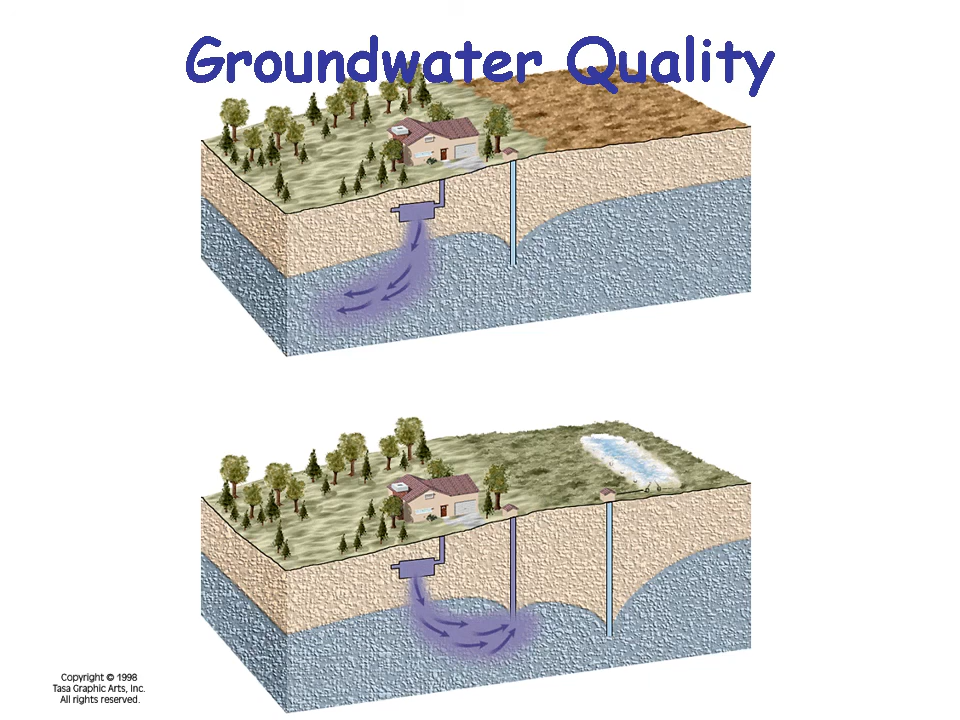 Groundwater Quality
Copyright © 1998
Tasa Graphic Arts, Inc.
All rights reserved.